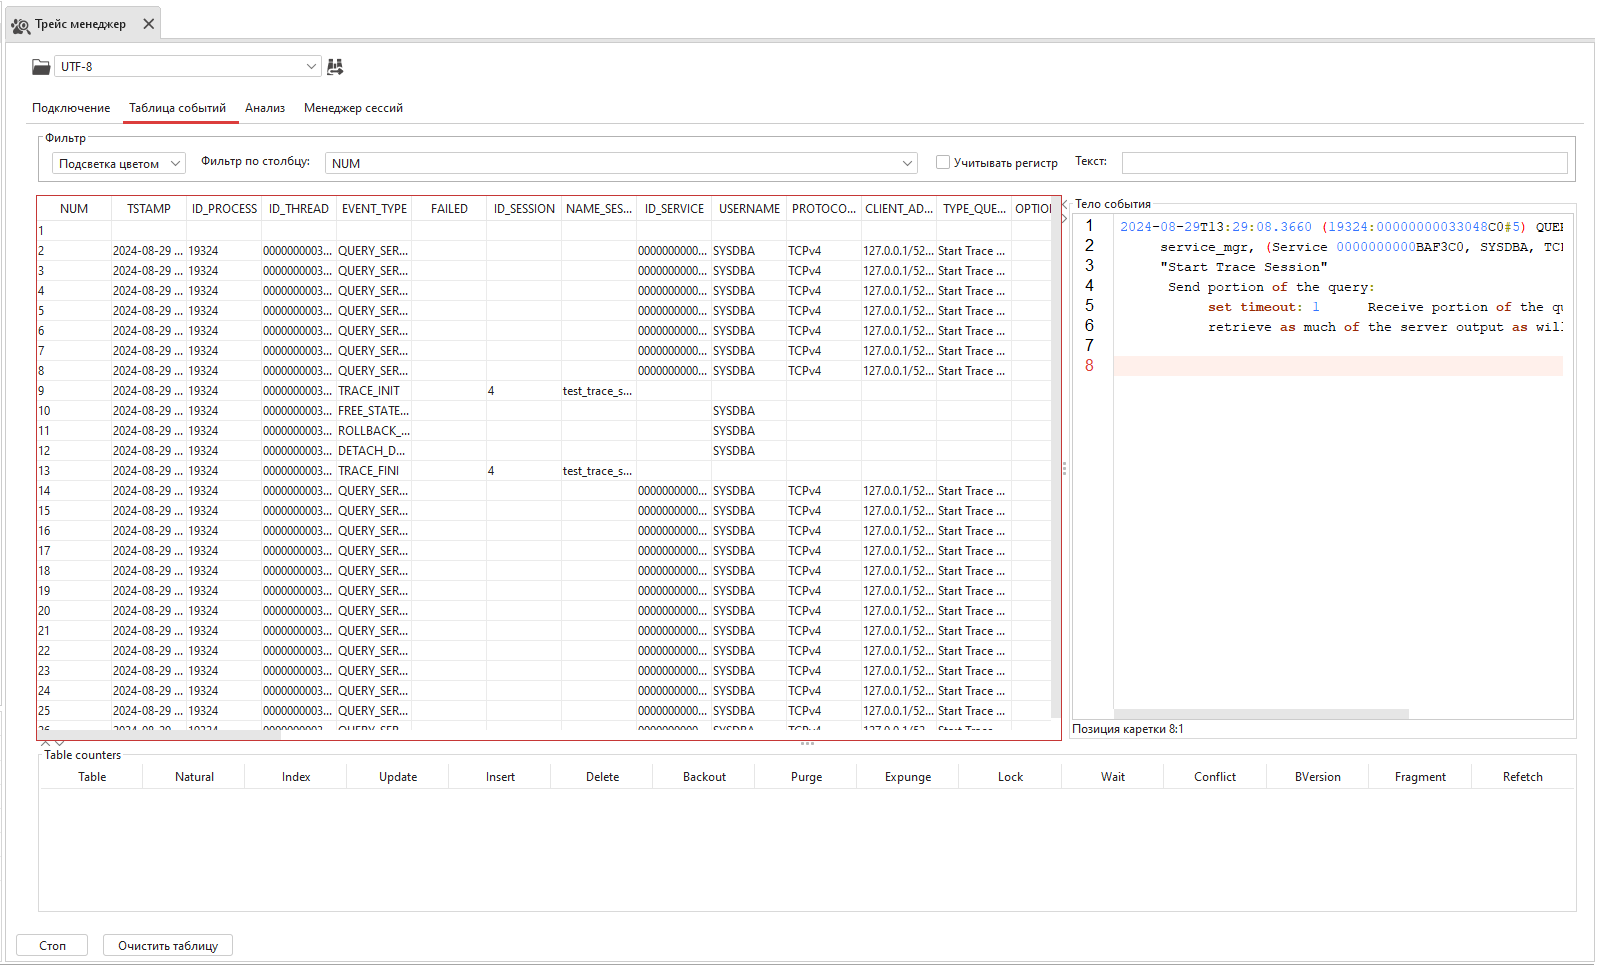 Трейс менеджер
UTF-8
Подключение Таблица событий Анализ Менеджер сессий
Фильтр
Подсветка цветом Фильтр по столбцу: NUM Учитывать регистр Текст:
NUM TSTAMP ID_PROCESS ID_THREAD EVENT_TYPE FAILED ID_SESSION NAME_SES... ID_SERVICE USERNAME PROTOCO... CLIENT_AD... TYPE_QUE... OPTIO
1
2 2024-08-29 ... 19324 0000000003... QUERY_SER... 0000000000... SYSDBA TCPv4 127.0.0.1/52... Start Trace ...
3 2024-08-29 ... 19324 0000000003... QUERY_SER... 0000000000... SYSDBA TCPv4 127.0.0.1/52... Start Trace ...
4 2024-08-29 ... 19324 0000000003... QUERY_SER... 0000000000... SYSDBA TCPv4 127.0.0.1/52... Start Trace ...
5 2024-08-29 ... 19324 0000000003... QUERY_SER... 0000000000... SYSDBA TCPv4 127.0.0.1/52... Start Trace ...
6 2024-08-29 ... 19324 0000000003... QUERY_SER... 0000000000... SYSDBA TCPv4 127.0.0.1/52... Start Trace ...
7 2024-08-29 ... 19324 0000000003... QUERY_SER... 0000000000... SYSDBA TCPv4 127.0.0.1/52... Start Trace ...
8 2024-08-29 ... 19324 0000000003... QUERY_SER... 0000000000... SYSDBA TCPv4 127.0.0.1/52... Start Trace ...
9 2024-08-29 ... 19324 0000000003... TRACE_INIT 4 test_trace_s...
10 2024-08-29 ... 19324 0000000003... FREE_STATE... SYSDBA
11 2024-08-29 ... 19324 0000000003... ROLLBACK_... SYSDBA
12 2024-08-29 ... 19324 0000000003... DETACH_D... SYSDBA
13 2024-08-29 ... 19324 0000000003... TRACE_FINI 4 test_trace_s...
14 2024-08-29 ... 19324 0000000003... QUERY_SER... 0000000000... SYSDBA TCPv4 127.0.0.1/52... Start Trace ...
15 2024-08-29 ... 19324 0000000003... QUERY_SER... 0000000000... SYSDBA TCPv4 127.0.0.1/52... Start Trace ...
16 2024-08-29 ... 19324 0000000003... QUERY_SER... 0000000000... SYSDBA TCPv4 127.0.0.1/52... Start Trace ...
17 2024-08-29 ... 19324 0000000003... QUERY_SER... 0000000000... SYSDBA TCPv4 127.0.0.1/52... Start Trace ...
18 2024-08-29 ... 19324 0000000003... QUERY_SER... 0000000000... SYSDBA TCPv4 127.0.0.1/52... Start Trace ...
19 2024-08-29 ... 19324 0000000003... QUERY_SER... 0000000000... SYSDBA TCPv4 127.0.0.1/52... Start Trace ...
20 2024-08-29 ... 19324 0000000003... QUERY_SER... 0000000000... SYSDBA TCPv4 127.0.0.1/52... Start Trace ...
21 2024-08-29 ... 19324 0000000003... QUERY_SER... 0000000000... SYSDBA TCPv4 127.0.0.1/52... Start Trace ...
22 2024-08-29 ... 19324 0000000003... QUERY_SER... 0000000000... SYSDBA TCPv4 127.0.0.1/52... Start Trace ...
23 2024-08-29 ... 19324 0000000003... QUERY_SER... 0000000000... SYSDBA TCPv4 127.0.0.1/52... Start Trace ...
24 2024-08-29 ... 19324 0000000003... QUERY_SER... 0000000000... SYSDBA TCPv4 127.0.0.1/52... Start Trace ...
25 2024-08-29 ... 19324 0000000003... QUERY_SER... 0000000000... SYSDBA TCPv4 127.0.0.1/52... Start Trace ...
Тело события
1 2024-08-29T13:29:08.3660 (19324:00000000033048C0#5) QUE
2 service_mgr, (Service 0000000000BAF3C0, SYSDBA, TC
3 "Start Trace Session"
4 Send portion of the query:
5 set timeout: 1 Receive portion of the qu
6 retrieve as much of the server output as wil
7
8
Позиция каретки 8:1
Table counters
Table Natural Index Update Insert Delete Backout Purge Expunge Lock Wait Conflict BVersion Fragment Refetch
Стоп Очистить таблицу